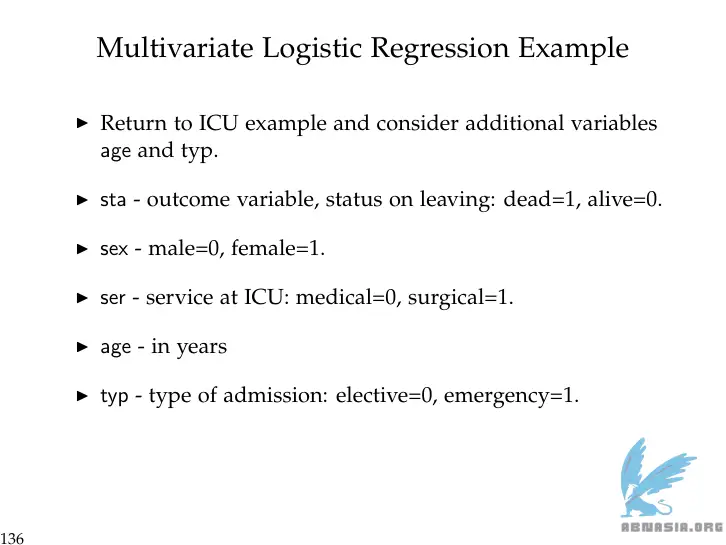 Multivariate Logistic Regression Example
▶ Return to ICU example and consider additional variables
age and typ.
▶ sta - outcome variable, status on leaving: dead=1, alive=0.
▶ sex - male=0, female=1.
▶ ser - service at ICU: medical=0, surgical=1.
▶ age - in years
▶ typ - type of admission: elective=0, emergency=1.
ABMASIA.ORG
136